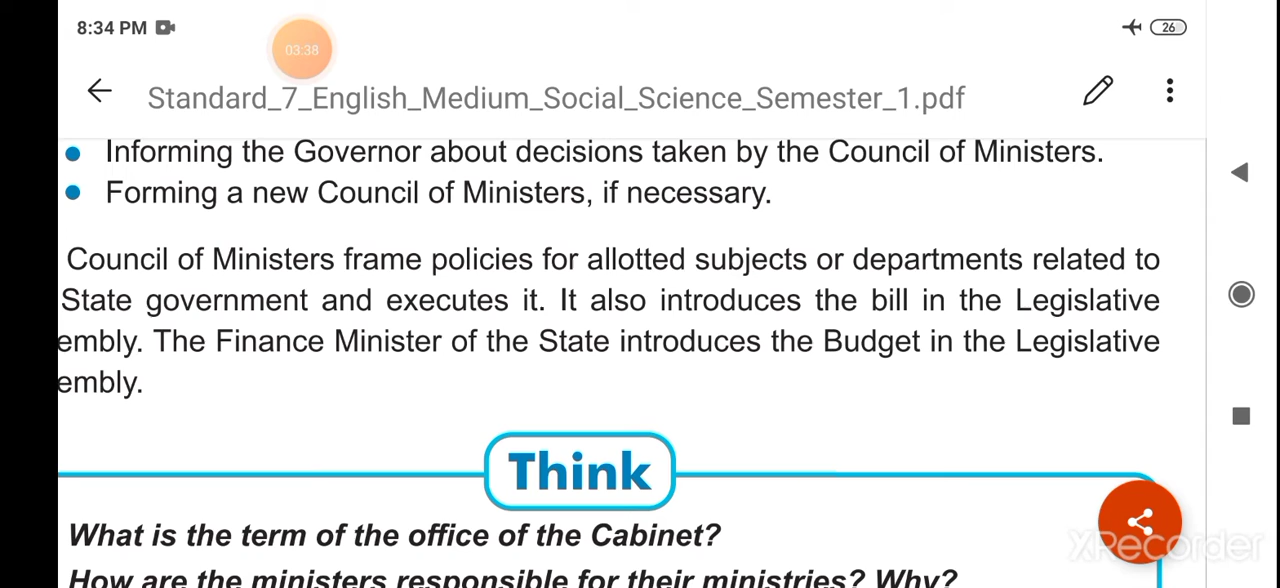 8:34 PM
03:38
26
Standard_7_English_Medium_Social_Science_Semester_1.pdf
Informing the Governor about decisions taken by the Council of Ministers.
Forming a new Council of Ministers, if necessary.
Council of Ministers frame policies for allotted subjects or departments related to
State government and executes it. It also introduces the bill in the Legislative
embly. The Finance Minister of the State introduces the Budget in the Legislative
embly.
Think
What is the term of the office of the Cabinet?
How are the ministers responsible for their ministries? Why?
XRecorder